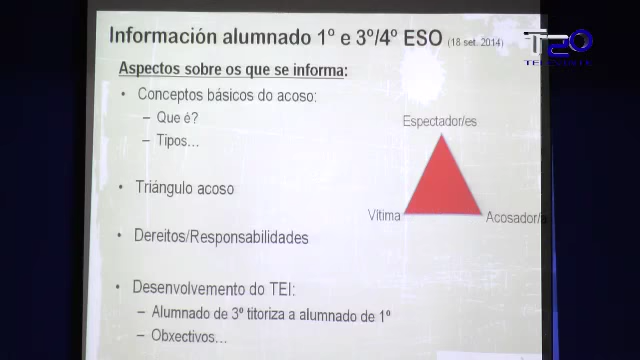 Información alumnado 1º e 3º/4º ESO (18 set. 2014)
Aspectos sobre os que se informa:
• Conceptos básicos do acoso:
– Que é?
– Tipos...
• Triángulo acoso
• Dereitos/Responsabilidades
• Desenvolvemento do TEI:
– Alumnado de 3º titoriza a alumnado de 1º
– Obxectivos...
Espectador/es
Vítima
Acosador/a
T20